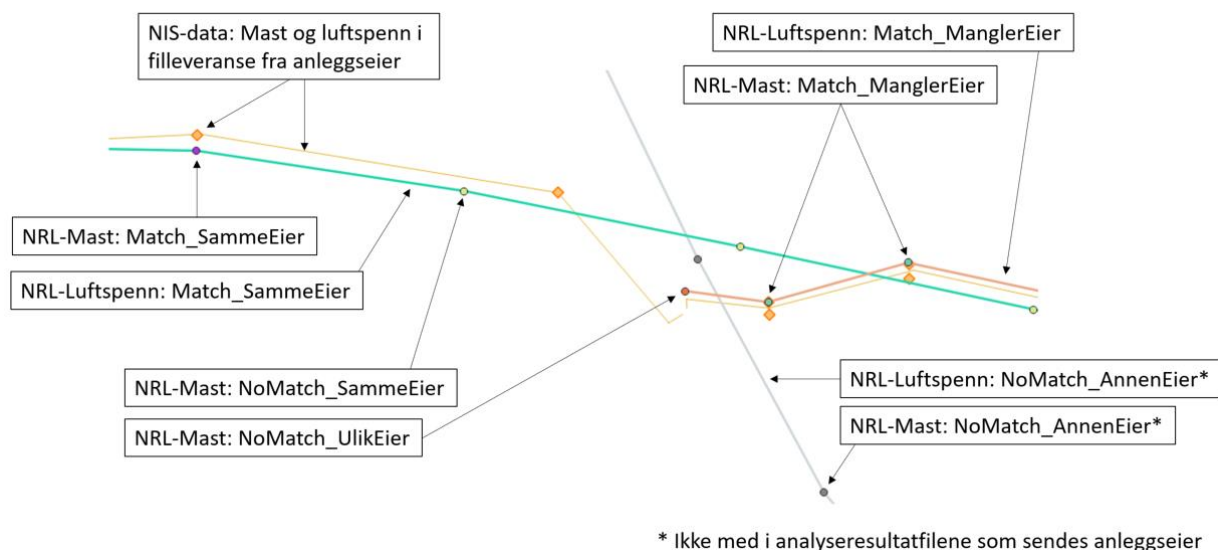 NIS-data: Mast og luftspenn i
filleveranse fra anleggseier
NRL-Luftspenn: Match_ManglerEier
NRL-Mast: Match_ManglerEier
NRL-Mast: Match_SammeEier
NRL-Luftspenn: Match_SammeEier
NRL-Mast: NoMatch_SammeEier
NRL-Mast: NoMatch_UlikEier
NRL-Luftspenn: NoMatch_AnnenEier*
NRL-Mast: NoMatch_AnnenEier*
* Ikke med i analyseresultatfilene som sendes anleggseier